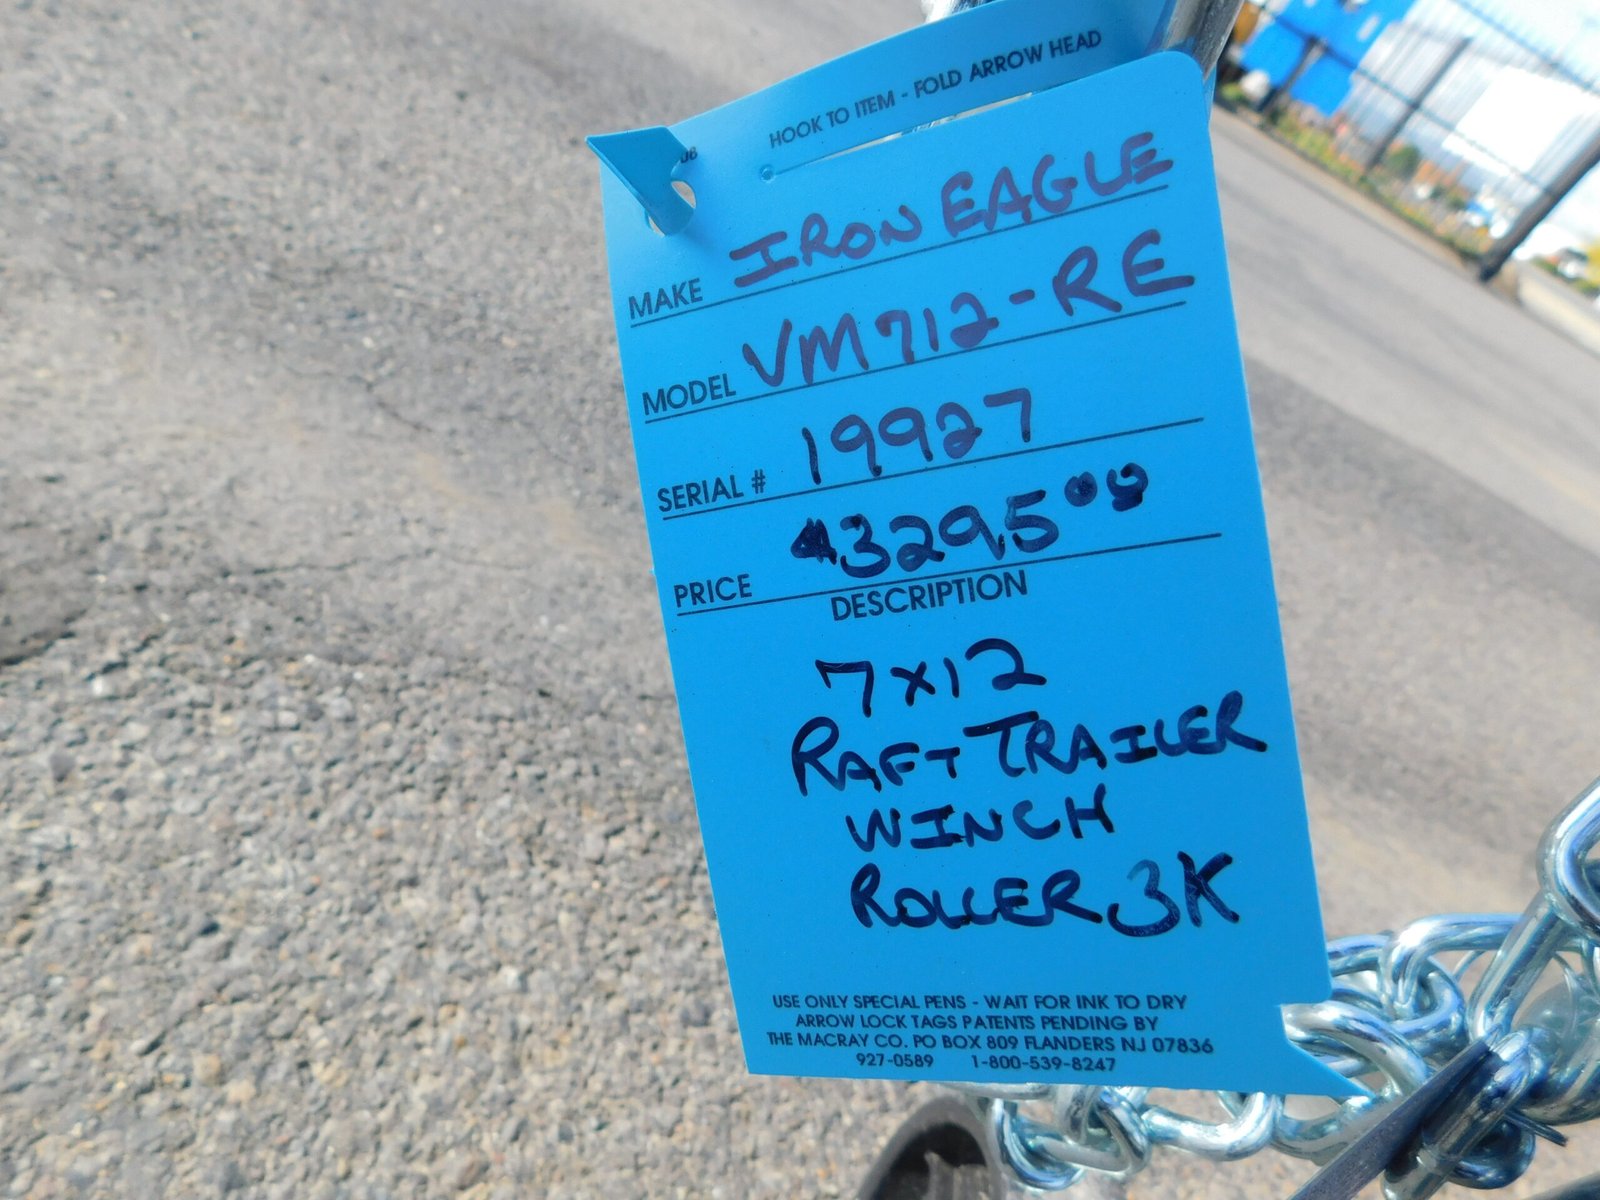 08 HOOK TO ITEM - FOLD ARROW HEAD
MAKE IRON EAGLE
MODEL VM712-RE
SERIAL # 19927
PRICE 43295.00
DESCRIPTION
7x12
RAFT TRAILER
WINCH
ROLLER 3K
USE ONLY SPECIAL PENS - WAIT FOR INK TO DRY
ARROW LOCK TAGS PATENTS PENDING BY
THE MACRAY CO. PO BOX 809 FLANDERS NJ 07836
927-0589 1-800-539-8247